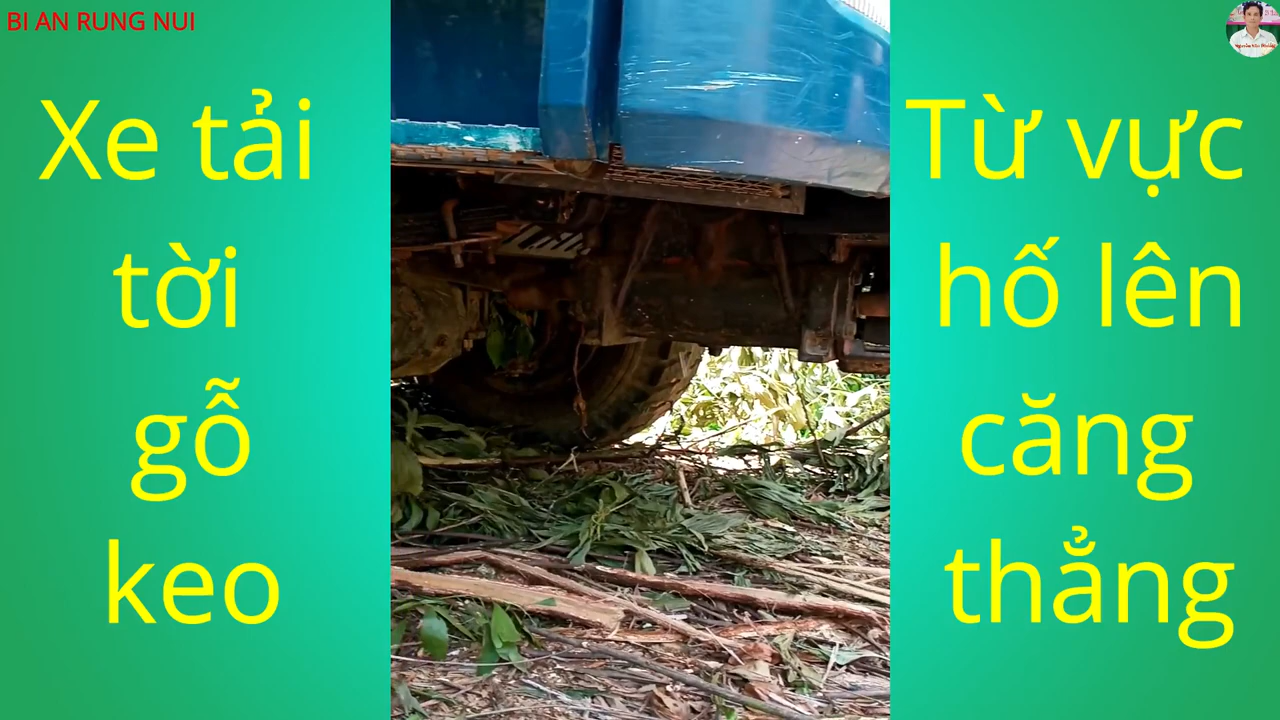 BI AN RUNG NUI
Xe tải
tời
gỗ
keo
Từ vực
hố lên
căng
thẳng